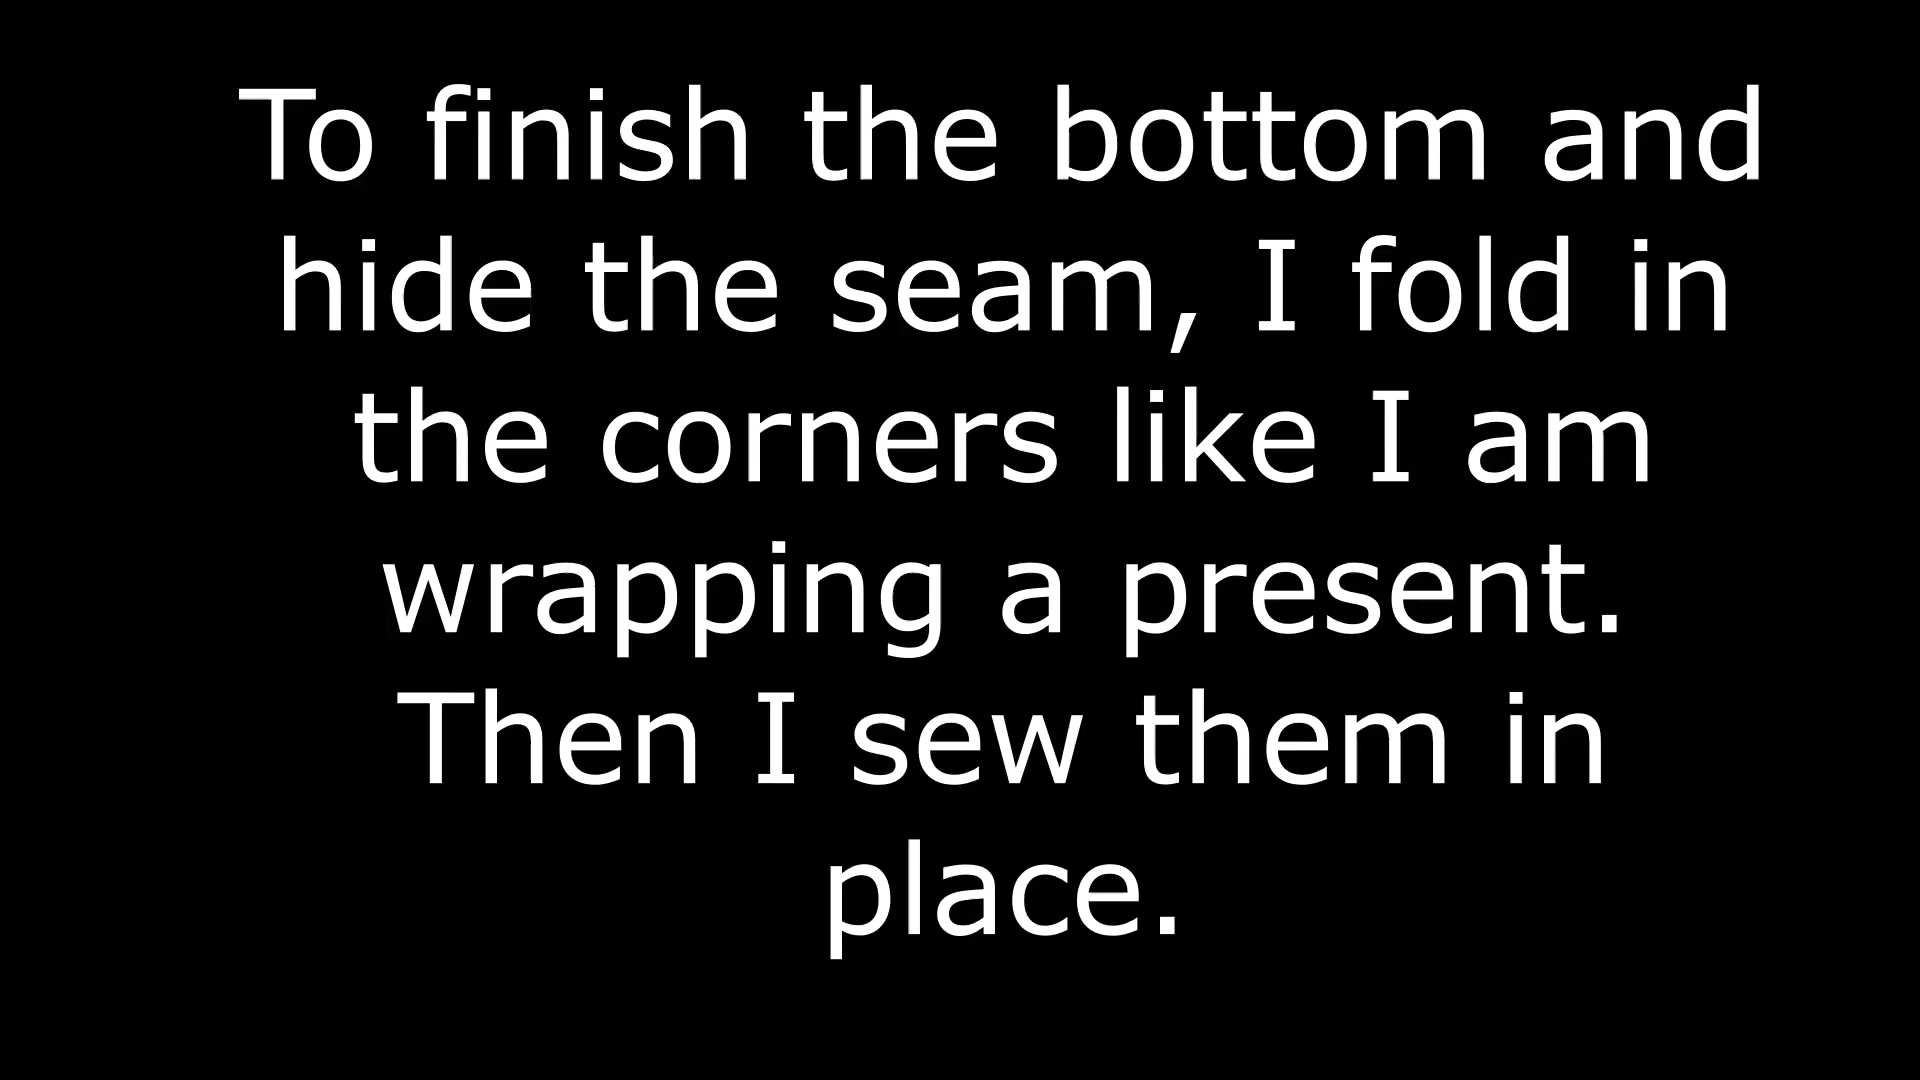 To finish the bottom and
hide the seam, I fold in
the corners like I am
wrapping a present.
Then I sew them in
place.